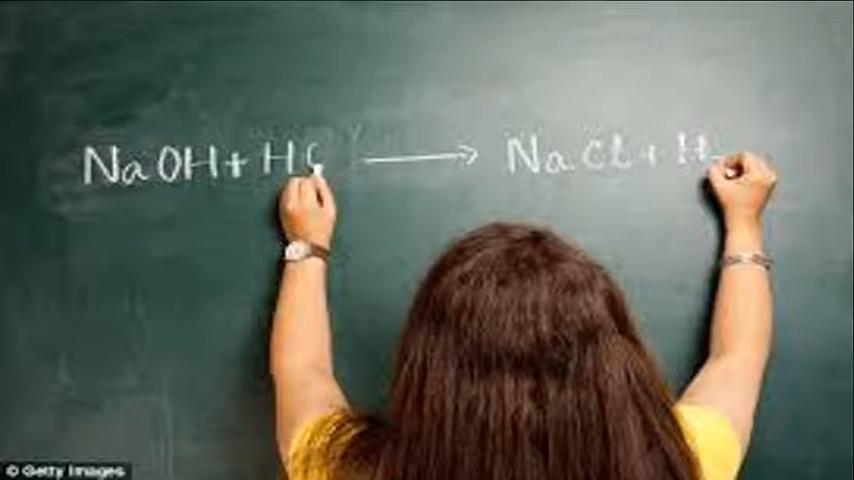 NaOH + HC → NaCl + H
© Getty Images